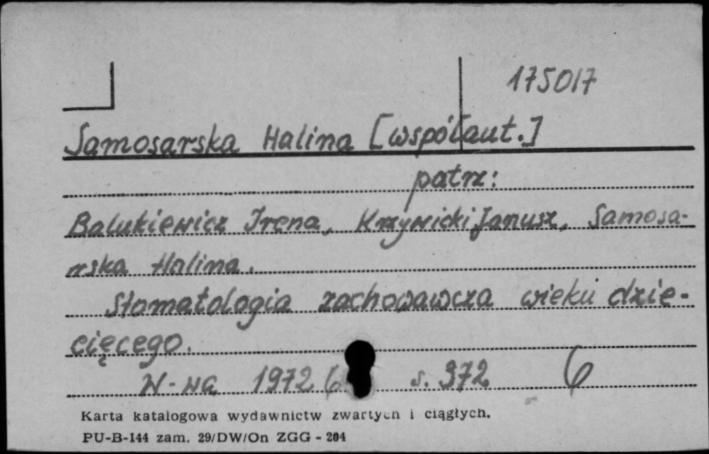 175017
Samosarska Halina [współaut.]
patrz:
Balukiewicz Irena, Krzywicki Janusz, Samosa-
rska Halina.
Stomatologia zachowawcza wieku dzie-
cięcego.
W-wa 1972 s. 372 6
Karta katalogowa wydawnictw zwartych i ciągłych.
PU-B-144 zam. 29/DW/On ZGG - 204